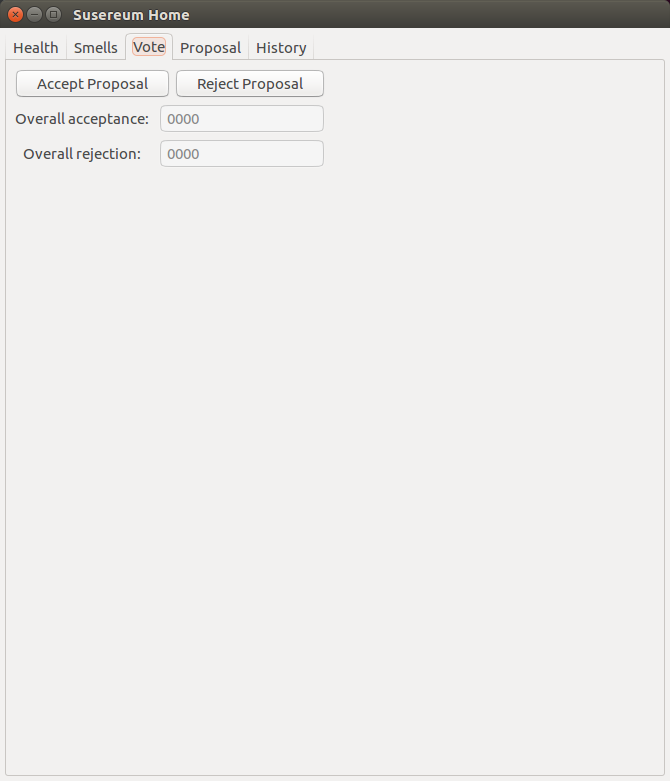 Susereum Home
Health Smells Vote Proposal History
Accept Proposal Reject Proposal
Overall acceptance: 0000
Overall rejection: 0000